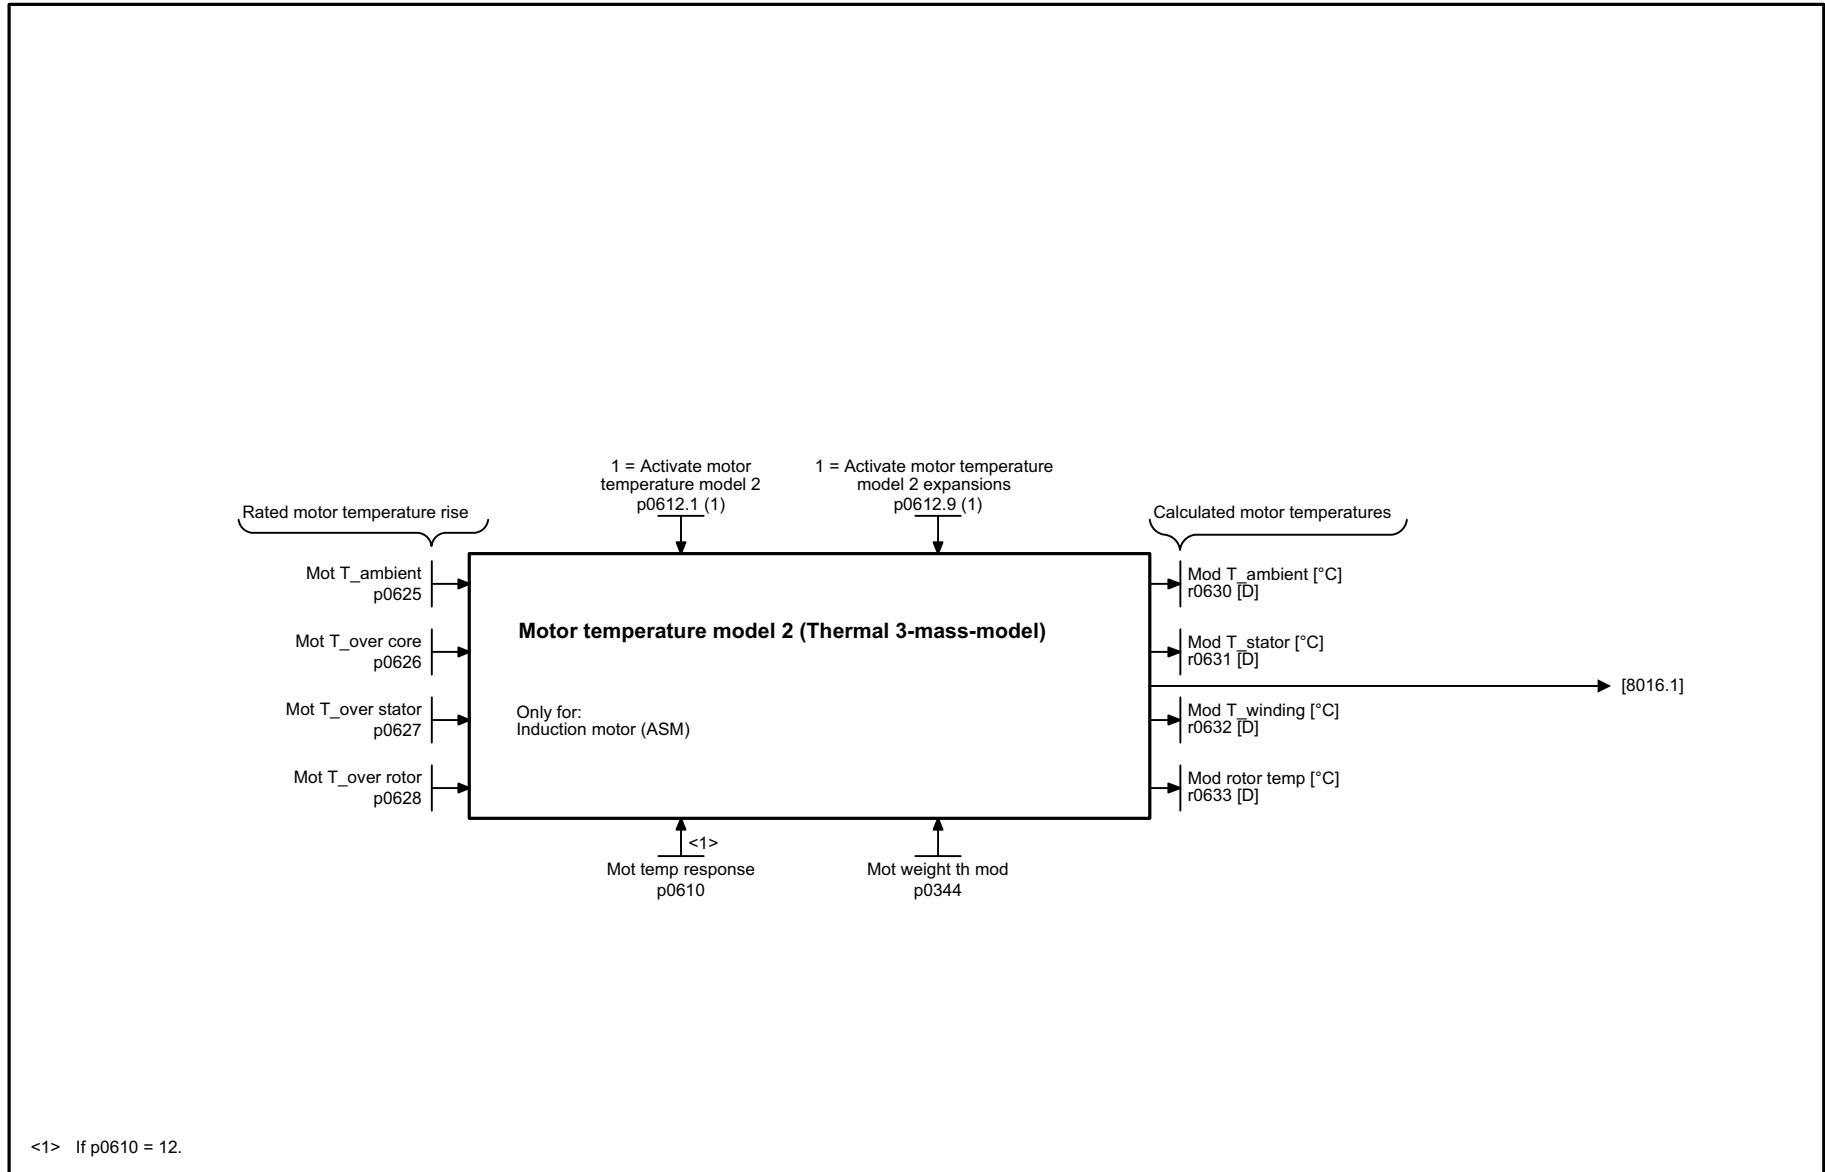 1 = Activate motor
temperature model 2
p0612.1 (1)
1 = Activate motor temperature
model 2 expansions
p0612.9 (1)
Rated motor temperature rise
Calculated motor temperatures
Mot T_ambient
p0625
Mot T_over core
p0626
Mot T_over stator
p0627
Mot T_over rotor
p0628
Motor temperature model 2 (Thermal 3-mass-model)
Only for:
Induction motor (ASM)
Mod T_ambient [°C]
r0630 [D]
Mod T_stator [°C]
r0631 [D]
[8016.1]
Mod T_winding [°C]
r0632 [D]
Mod rotor temp [°C]
r0633 [D]
<1>
Mot temp response
p0610
Mot weight th mod
p0344
<1> If p0610 = 12.